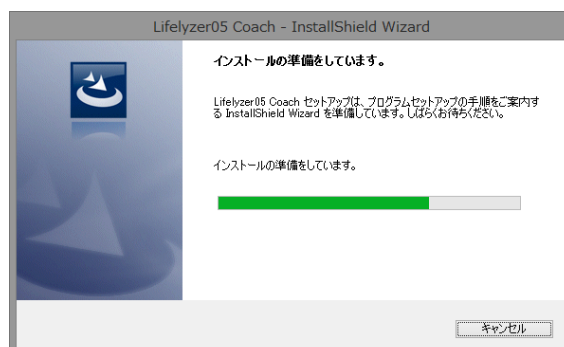 Lifelyzer05 Coach - InstallShield Wizard
インストールの準備をしています。
Lifelyzer05 Coach セットアップは、プログラムセットアップの手順をご案内す
る InstallShield Wizard を準備しています。しばらくお待ちください。
インストールの準備をしています。
キャンセル